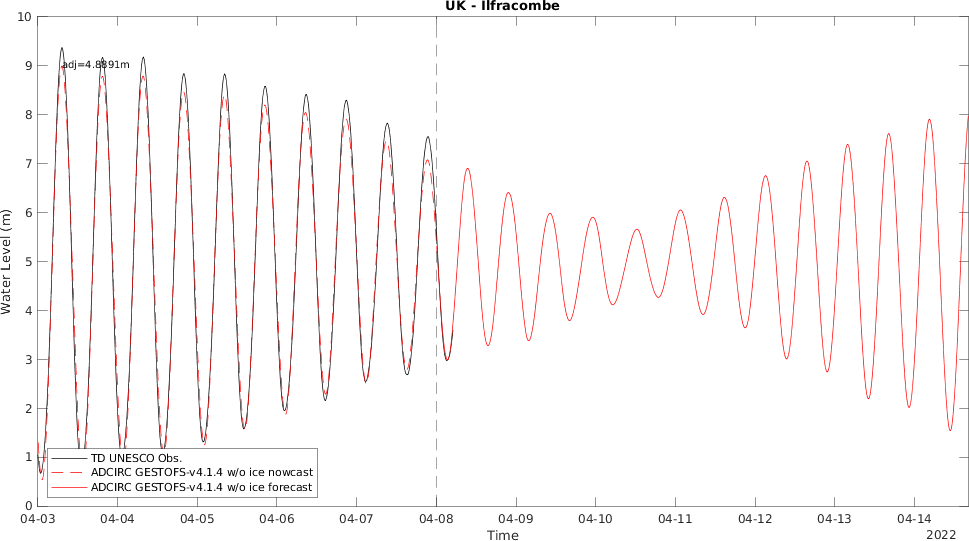 UK - Ilfracombe
10
9
8
7
6
5
4
3
2
1
0
Water Level (m)
adj=4.8891m
TD UNESCO Obs.
ADCIRC GESTOFS-v4.1.4 w/o ice nowcast
ADCIRC GESTOFS-v4.1.4 w/o ice forecast
04-03 04-04 04-05 04-06 04-07 04-08 04-09 04-10 04-11 04-12 04-13 04-14
Time
2022